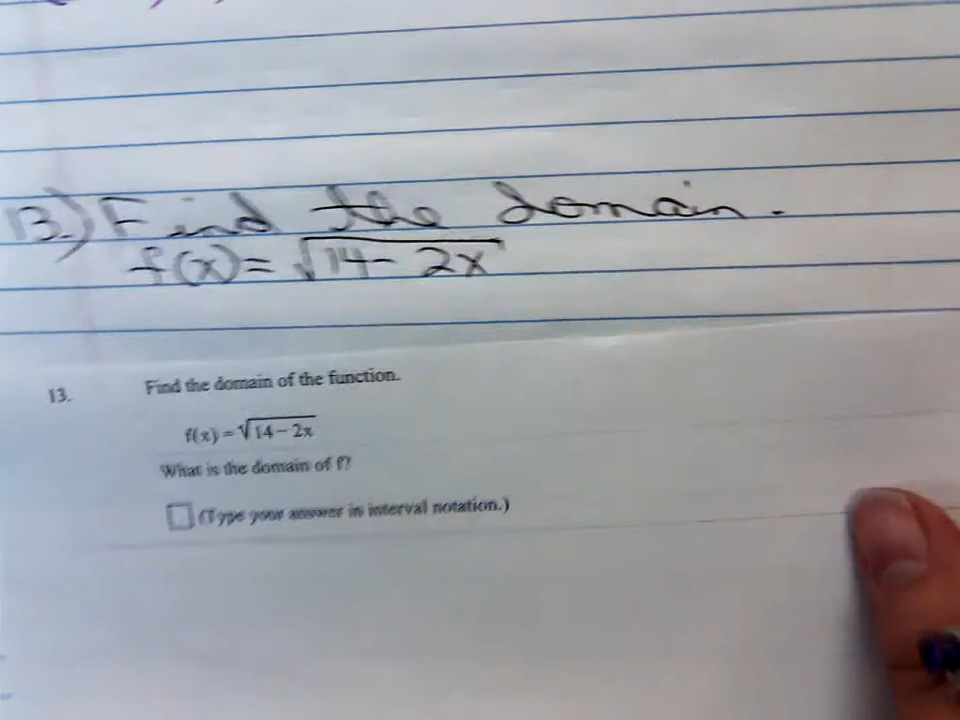 13.) Find the domain.
f(x) = √14 - 2x
13. Find the domain of the function.
f(x) = √14 - 2x
What is the domain of f?
(Type your answer in interval notation.)